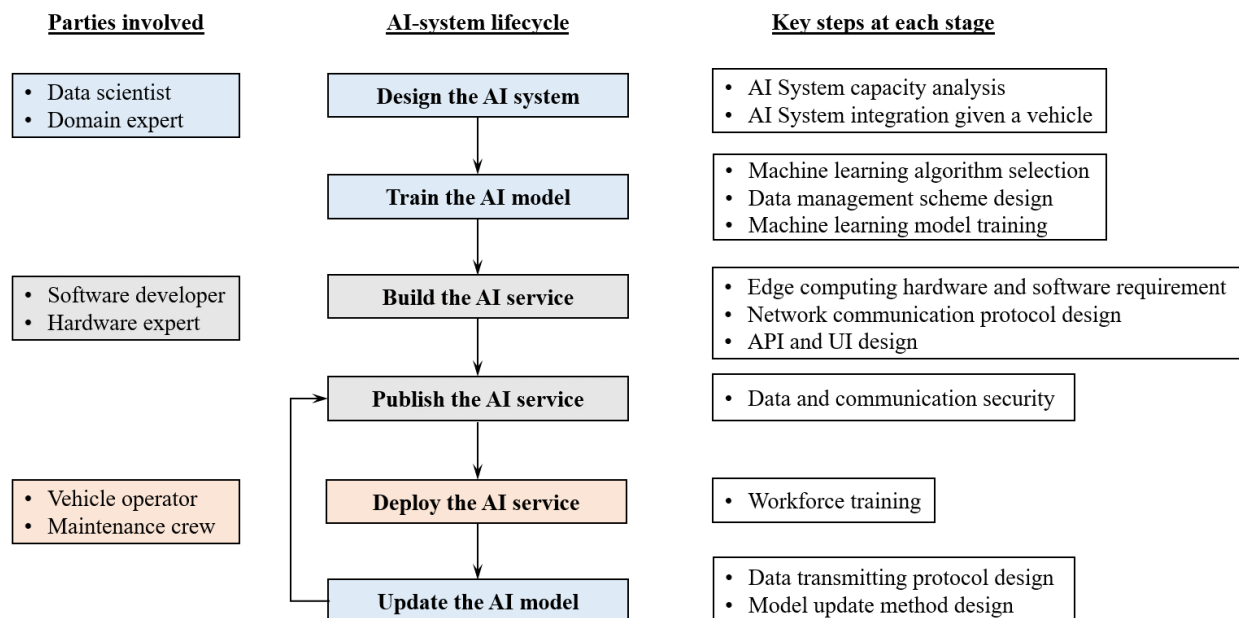 Parties involved
AI-system lifecycle
Key steps at each stage
• Data scientist
• Domain expert
Design the AI system
• AI System capacity analysis
• AI System integration given a vehicle
Train the AI model
• Machine learning algorithm selection
• Data management scheme design
• Machine learning model training
• Software developer
• Hardware expert
Build the AI service
• Edge computing hardware and software requirement
• Network communication protocol design
• API and UI design
Publish the AI service
• Data and communication security
• Vehicle operator
• Maintenance crew
Deploy the AI service
• Workforce training
Update the AI model
• Data transmitting protocol design
• Model update method design